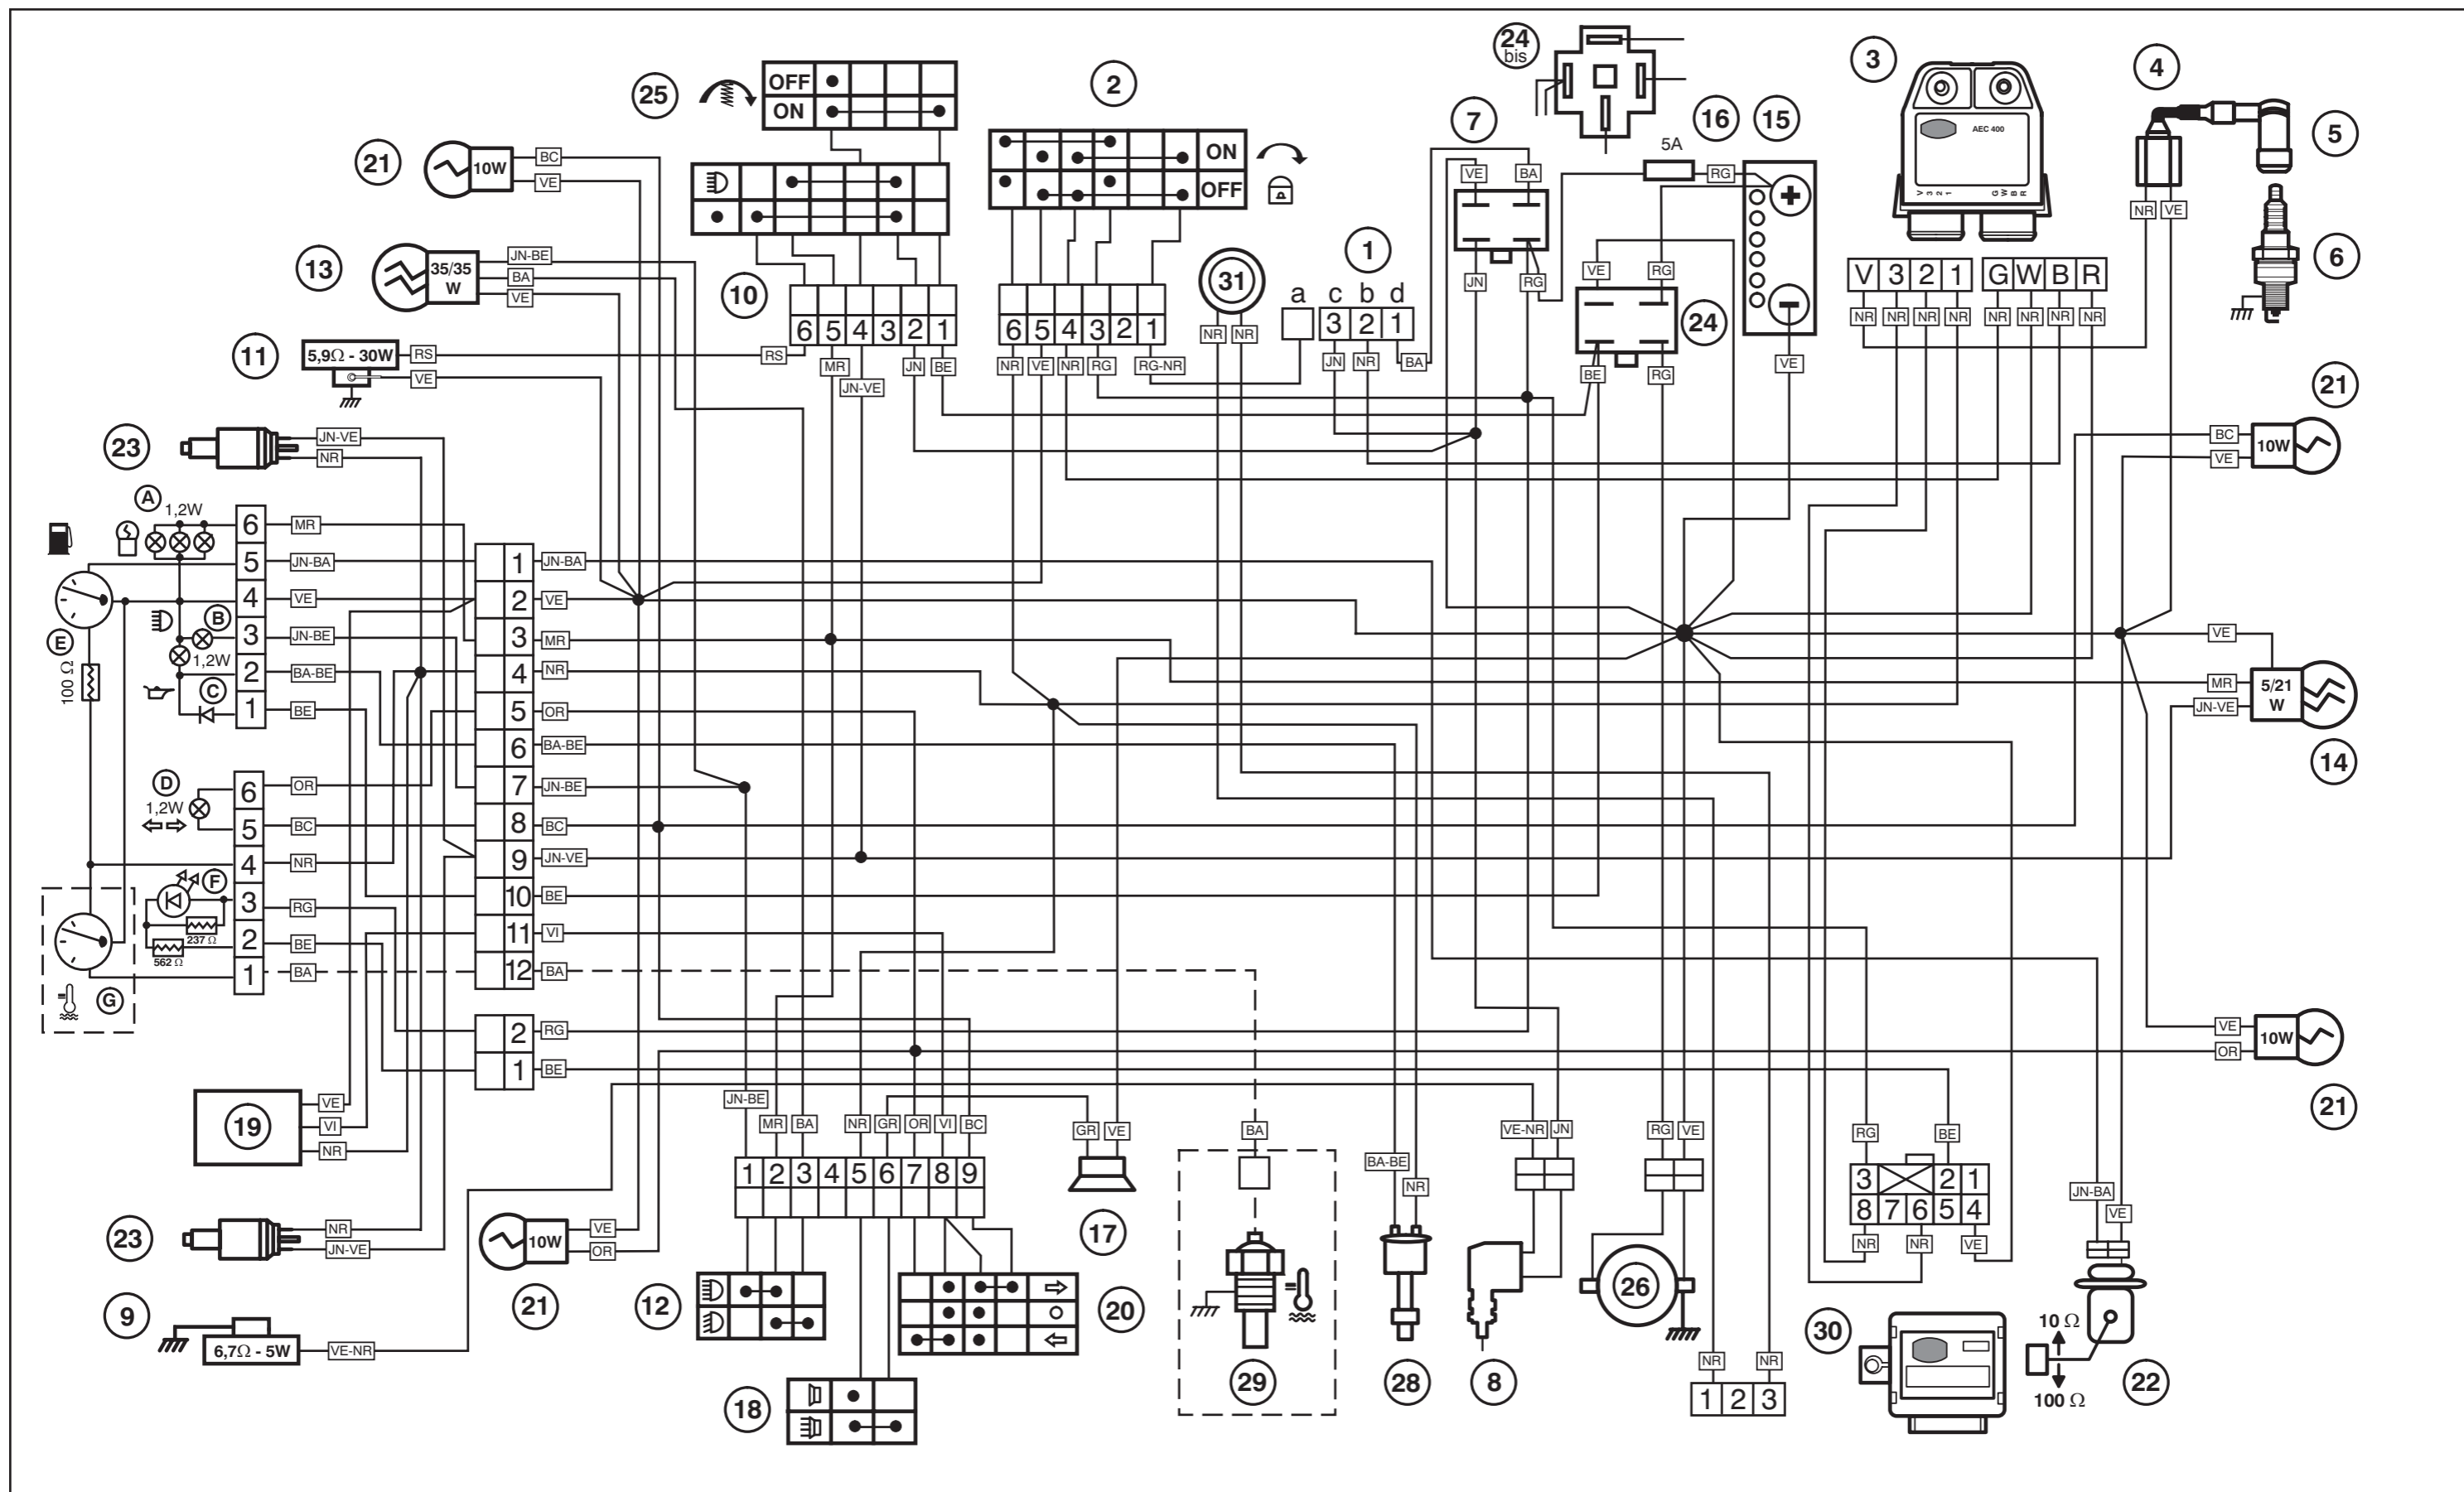 25
OFF
ON
2
ON
OFF
24
bis
7
5A
16
15
3
AEC 400
V 3 2 1
G W B R
4
5
6
21
10W
BC
VE
13
35/35
W
JN-BE
BA
VE
11
5,9Ω - 30W
RS
VE
RS
10
6 5 4 3 2 1
MR
JN-VE
JN
BE
6 5 4 3 2 1
NR
VE
NR
RG
RG-NR
31
NR
NR
1
a c b d
3 2 1
JN
NR
BA
VE
BA
JN
RG
RG
VE
RG
24
BE
RG
VE
V 3 2 1
G W B R
NR NR NR NR
NR NR NR NR
NR
VE
21
BC
VE
10W
23
JN-VE
NR
A
1,2W
B
1,2W
C
E
100 Ω
6 MR
5 JN-BA
4 VE
3 JN-BE
2 BA-BE
1 BE
D
1,2W
F
237 Ω
562 Ω
G
6 OR
5 BC
4 NR
3 RG
2 BE
1 BA
1 JN-BA
2 VE
3 MR
4 NR
5 OR
6 BA-BE
7 JN-BE
8 BC
9 JN-VE
10 BE
11 VI
12 BA
2 RG
1 BE
VE
MR
JN-VE
5/21
W
14
VE
OR
10W
21
19
VE
VI
NR
23
NR
JN-VE
9
6,7Ω - 5W
VE-NR
21
10W
VE
OR
JN-BE
MR
BA
NR
GR
OR
VI
BC
1 2 3 4 5 6 7 8 9
12
20
18
GR
VE
17
BA
29
BA-BE
NR
28
VE-NR
JN
8
RG
VE
26
NR
NR
1 2 3
RG
BE
3 2 1
8 7 6 5 4
NR
NR
VE
30
JN-BA
VE
10 Ω
100 Ω
22